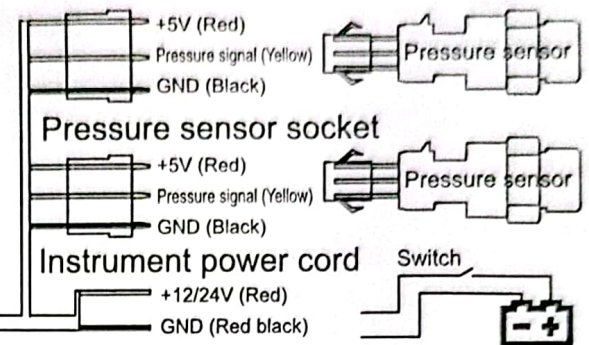 +5V (Red)
Pressure signal (Yellow)
Pressure sensor
GND (Black)
Pressure sensor socket
+5V (Red)
Pressure signal (Yellow)
Pressure sensor
GND (Black)
Instrument power cord
Switch
+12/24V (Red)
GND (Red black)
- +